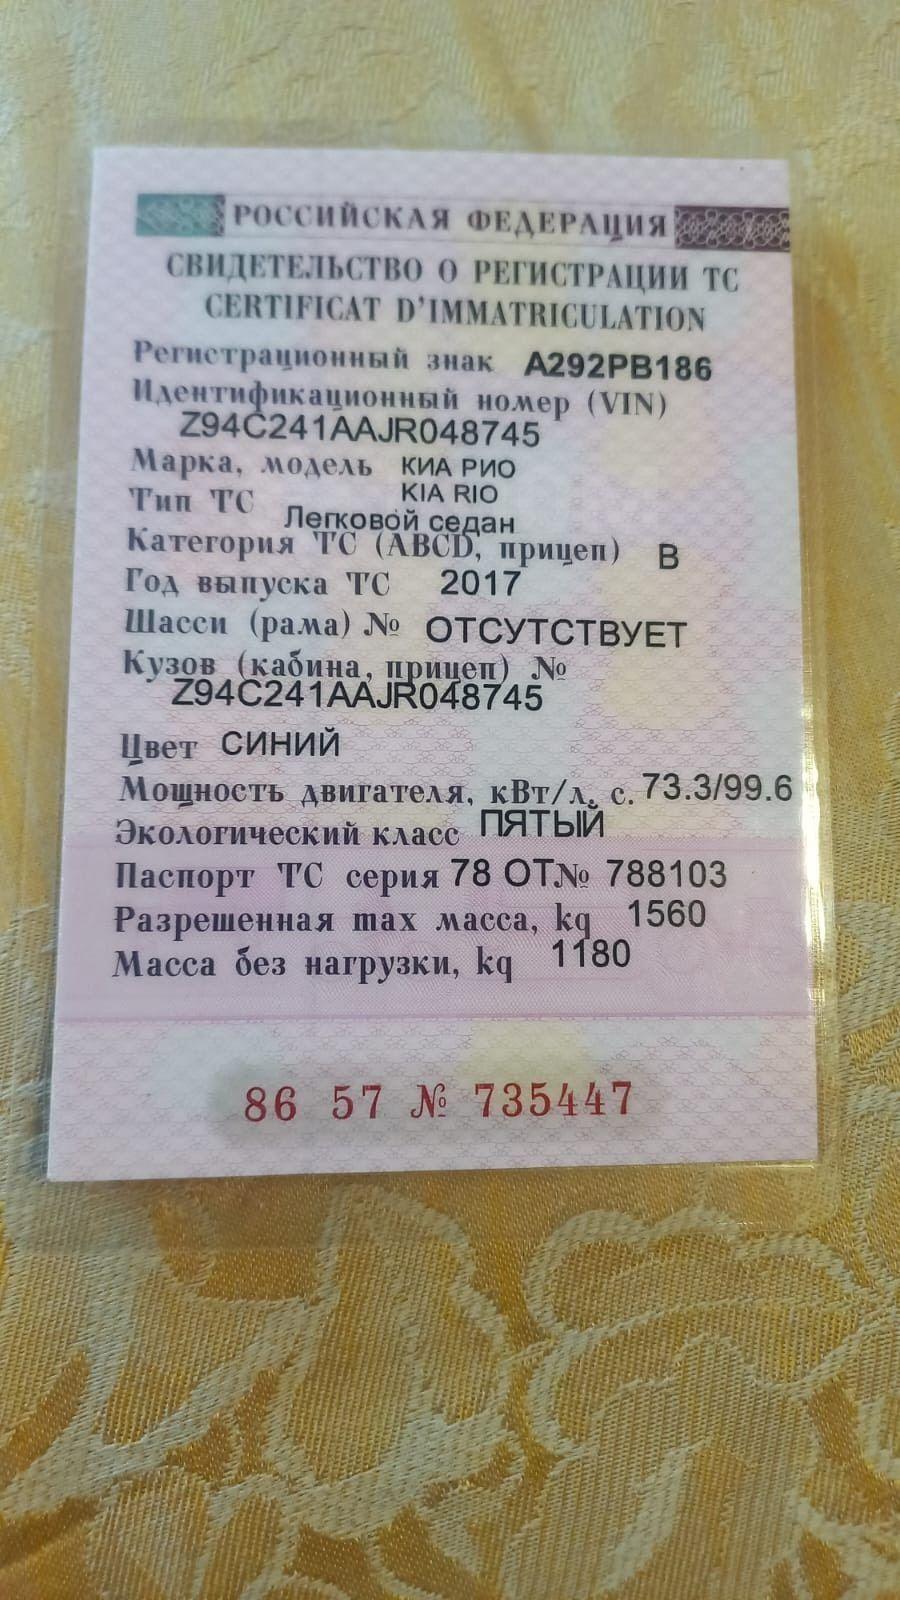 РОССИЙСКАЯ ФЕДЕРАЦИЯ
СВИДЕТЕЛЬСТВО О РЕГИСТРАЦИИ ТС
CERTIFICAT D'IMMATRICULATION
Регистрационный знак А292РВ186
Идентификационный номер (VIN)
Z94C241AAJR048745
Марка, модель КИА РИО
KIA RIO
Тип ТС Легковой седан
Категория ТС (ABCD, прицеп) B
Год выпуска ТС 2017
Шасси (рама) № ОТСУТСТВУЕТ
Кузов (кабина, прицеп) №
Z94C241AAJR048745
Цвет СИНИЙ
Мощность двигателя, кВт/л. с. 73.3/99.6
Экологический класс ПЯТЫЙ
Паспорт ТС серия 78 ОТ № 788103
Разрешенная max масса, kg 1560
Масса без нагрузки, kg 1180
86 57 № 735447